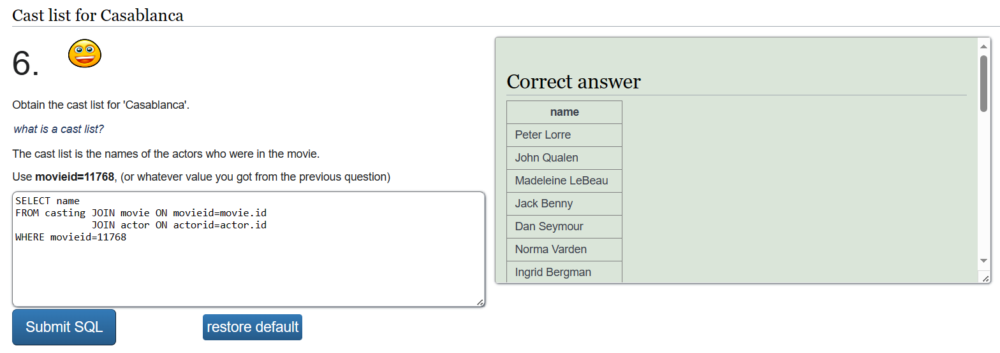 Cast list for Casablanca
6.
Obtain the cast list for 'Casablanca'.
what is a cast list?
The cast list is the names of the actors who were in the movie.
Use movieid=11768, (or whatever value you got from the previous question)
SELECT name
FROM casting JOIN movie ON movieid=movie.id
             JOIN actor ON actorid=actor.id
WHERE movieid=11768
Submit SQL
restore default
Correct answer
name
Peter Lorre
John Qualen
Madeleine LeBeau
Jack Benny
Dan Seymour
Norma Varden
Ingrid Bergman